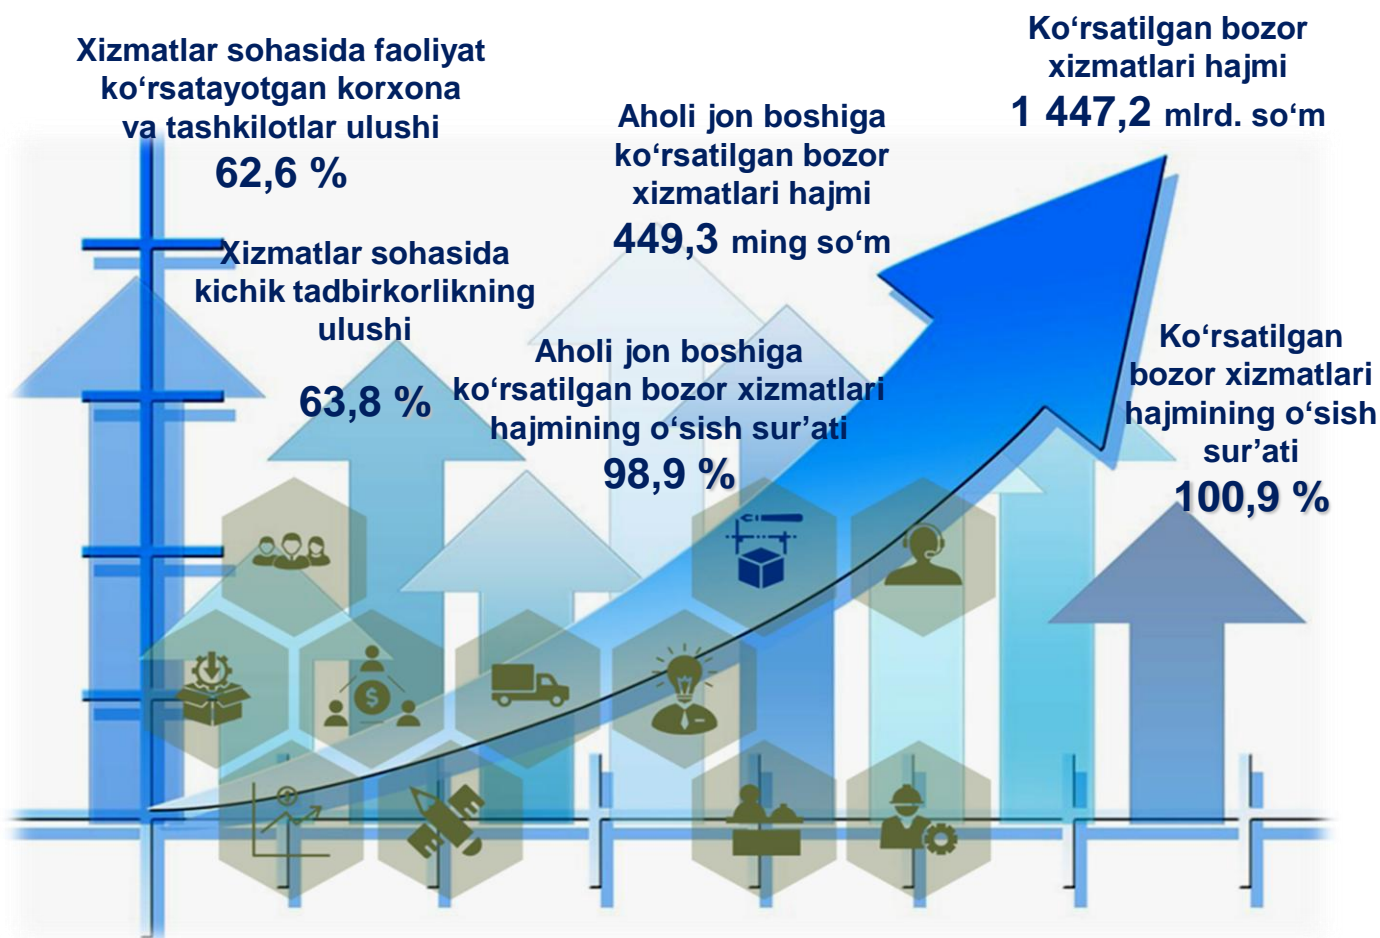 Xizmatlar sohasida faoliyat
ko‘rsatayotgan korxona
va tashkilotlar ulushi
62,6 %
Xizmatlar sohasida
kichik tadbirkorlikning
ulushi
63,8 %
Aholi jon boshiga
ko‘rsatilgan bozor
xizmatlari hajmi
449,3 ming so‘m
Aholi jon boshiga
ko‘rsatilgan bozor xizmatlari
hajmining o‘sish sur’ati
98,9 %
Ko‘rsatilgan bozor
xizmatlari hajmi
1 447,2 mlrd. so‘m
Ko‘rsatilgan
bozor xizmatlari
hajmining o‘sish
sur’ati
100,9 %